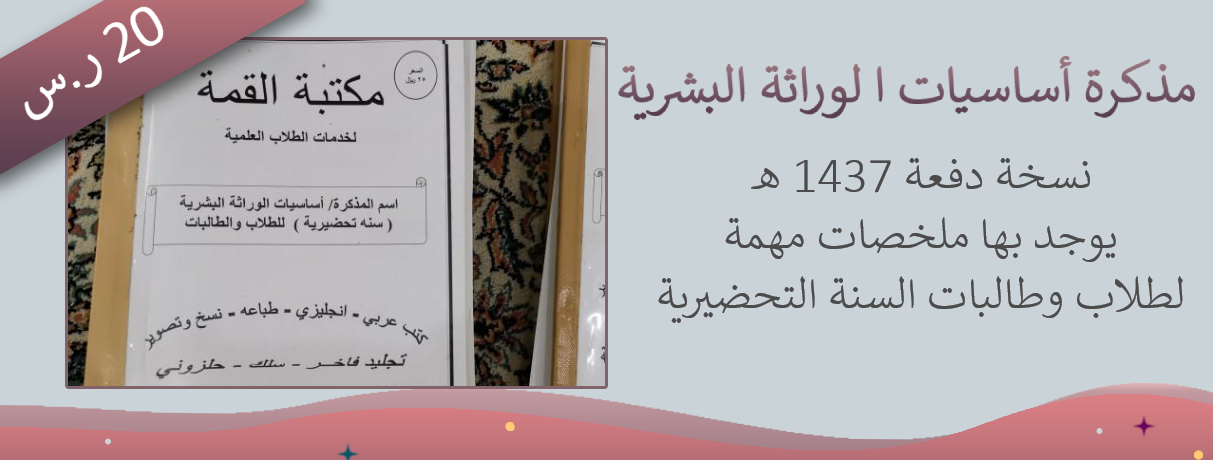 20 ر.س
مذكرة أساسيات ا لوراثة البشرية
نسخة دفعة 1437 هـ
يوجد بها ملخصات مهمة
لطلاب وطالبات السنة التحضيرية
السعر
٢٥ ريال
مكتبة القمة
لخدمات الطلاب العلمية
اسم المذكرة/ أساسيات الوراثة البشرية
( سنه تحضيرية ) للطلاب والطالبات
كتب عربي - انجليزي - طباعه - نسخ وتصوير
تجليد فاخر - سلك - حلزوني